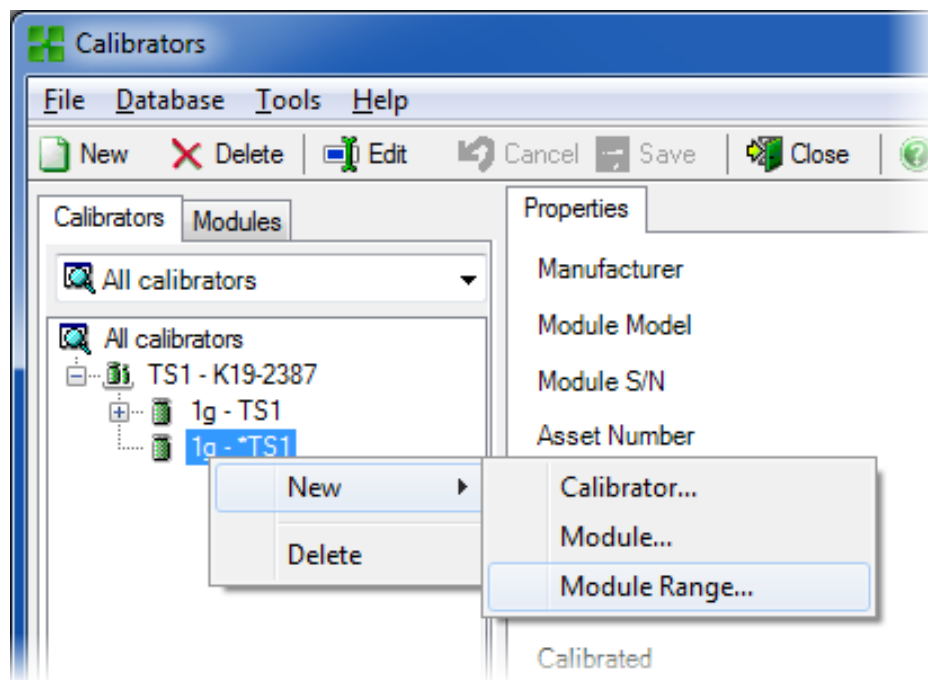 Calibrators
File Database Tools Help
New Delete Edit Cancel Save Close
Calibrators Modules
Properties
All calibrators
Manufacturer
All calibrators
Module Model
TS1 - K19-2387
Module S/N
1g - TS1
Asset Number
1g - *TS1
New
Calibrator...
Module...
Delete
Module Range...
Calibrated